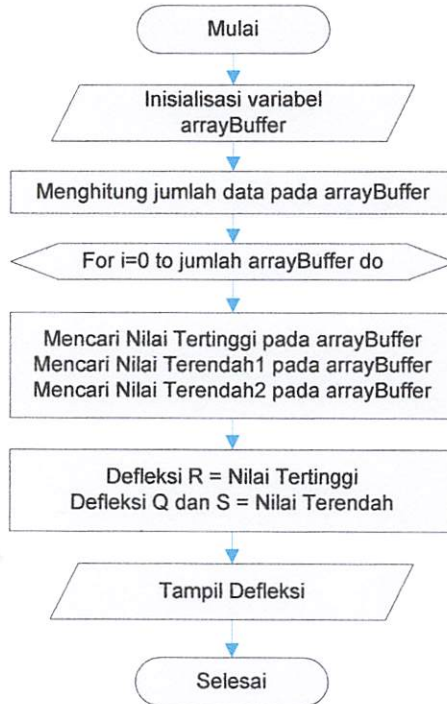 Mulai
Inisialisasi variabel
arrayBuffer
Menghitung jumlah data pada arrayBuffer
For i=0 to jumlah arrayBuffer do
Mencari Nilai Tertinggi pada arrayBuffer
Mencari Nilai Terendah1 pada arrayBuffer
Mencari Nilai Terendah2 pada arrayBuffer
Defleksi R = Nilai Tertinggi
Defleksi Q dan S = Nilai Terendah
Tampil Defleksi
Selesai